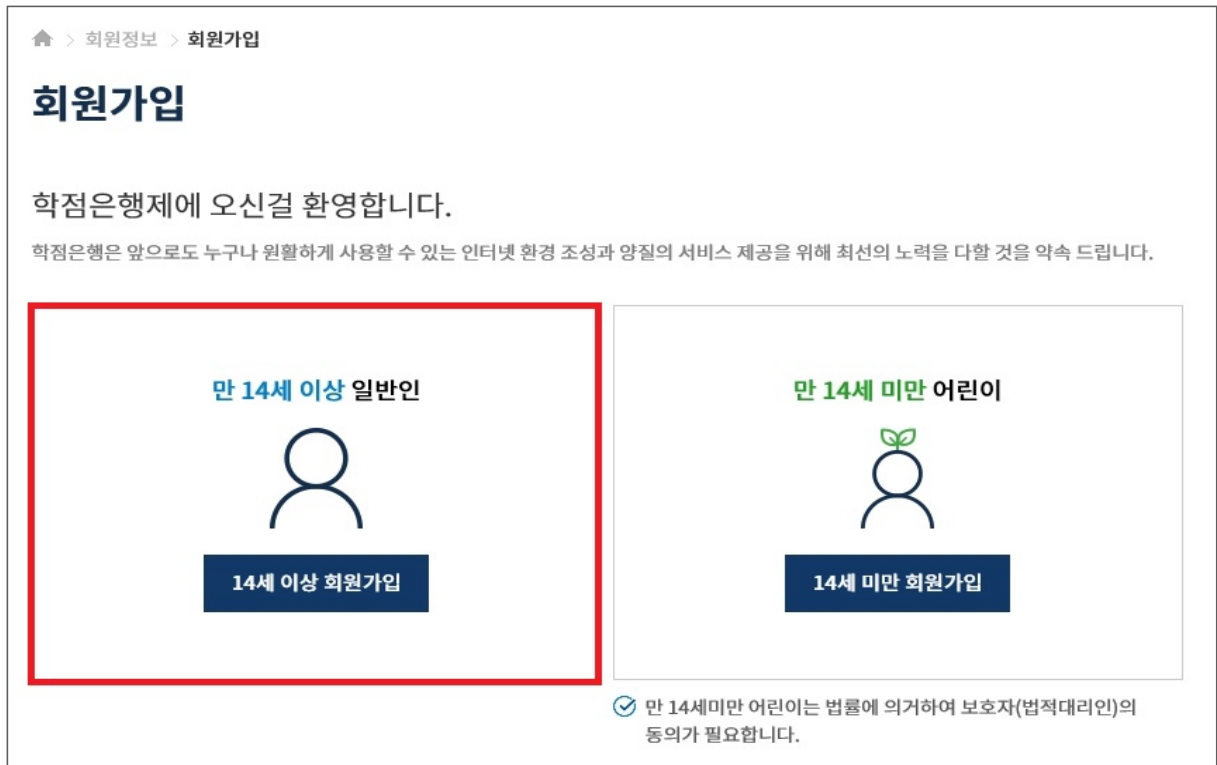 > 회원정보 > 회원가입
회원가입
학점은행제에 오신걸 환영합니다.
학점은행은 앞으로도 누구나 원활하게 사용할 수 있는 인터넷 환경 조성과 양질의 서비스 제공을 위해 최선의 노력을 다할 것을 약속 드립니다.
만 14세 이상 일반인
14세 이상 회원가입
만 14세 미만 어린이
14세 미만 회원가입
만 14세미만 어린이는 법률에 의거하여 보호자(법적대리인)의
동의가 필요합니다.